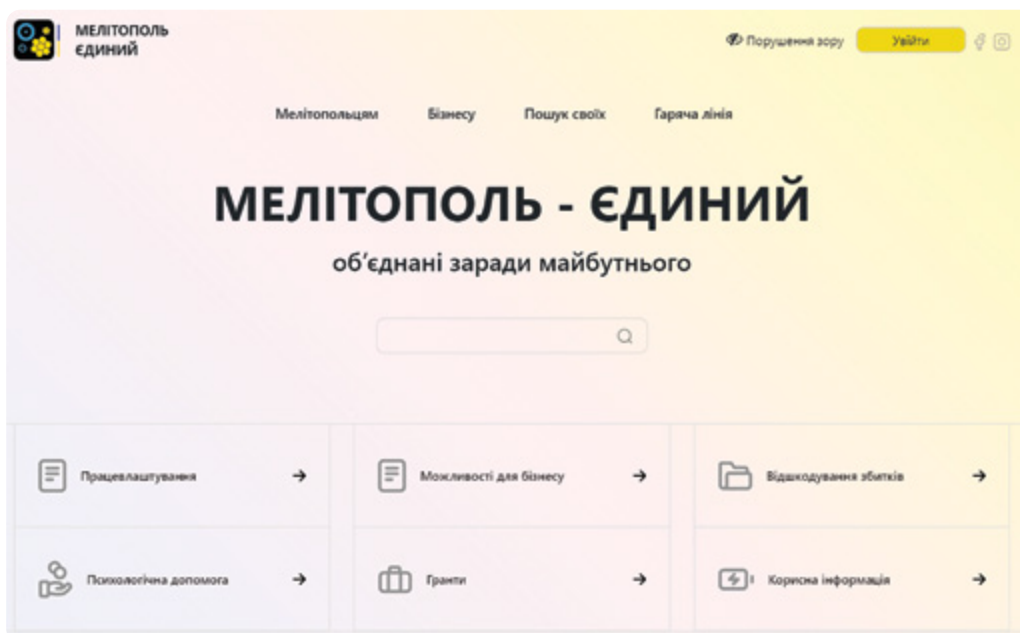 МЕЛІТОПОЛЬ
ЄДИНИЙ
Порушення зору
Увійти
Мелітопольцям
Бізнесу
Пошук своїх
Гаряча лінія
МЕЛІТОПОЛЬ - ЄДИНИЙ
об’єднані заради майбутнього
Працевлаштування
Можливості для бізнесу
Відшкодування збитків
Психологічна допомога
Гранти
Корисна інформація